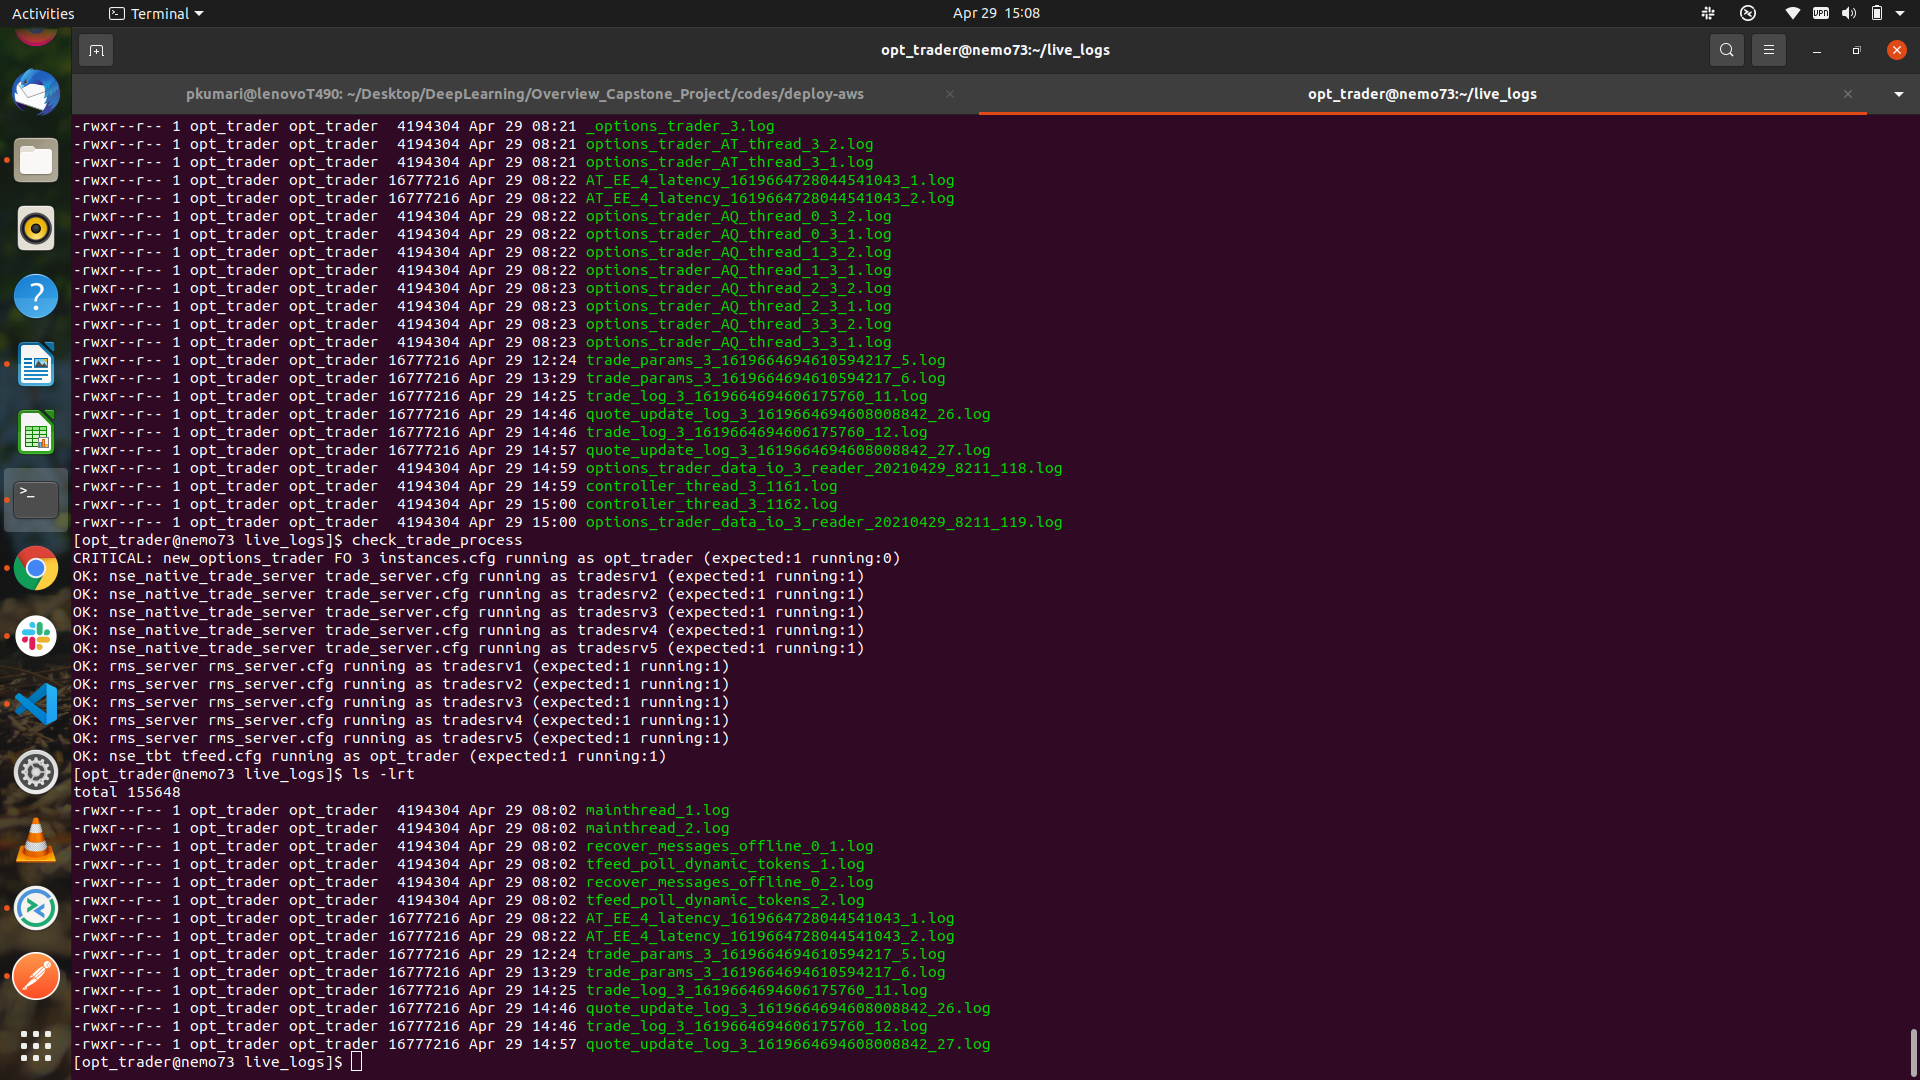 Activities
Terminal
Apr 29 15:08
VPN
opt_trader@nemo73:~/live_logs
pkumari@lenovoT490: ~/Desktop/DeepLearning/Overview_Capstone_Project/codes/deploy-aws
opt_trader@nemo73:~/live_logs
-rwxr--r-- 1 opt_trader opt_trader  4194304 Apr 29 08:21 _options_trader_3.log
-rwxr--r-- 1 opt_trader opt_trader  4194304 Apr 29 08:21 options_trader_AT_thread_3_2.log
-rwxr--r-- 1 opt_trader opt_trader  4194304 Apr 29 08:21 options_trader_AT_thread_3_1.log
-rwxr--r-- 1 opt_trader opt_trader 16777216 Apr 29 08:22 AT_EE_4_latency_1619664728044541043_1.log
-rwxr--r-- 1 opt_trader opt_trader 16777216 Apr 29 08:22 AT_EE_4_latency_1619664728044541043_2.log
-rwxr--r-- 1 opt_trader opt_trader  4194304 Apr 29 08:22 options_trader_AQ_thread_0_3_2.log
-rwxr--r-- 1 opt_trader opt_trader  4194304 Apr 29 08:22 options_trader_AQ_thread_0_3_1.log
-rwxr--r-- 1 opt_trader opt_trader  4194304 Apr 29 08:22 options_trader_AQ_thread_1_3_2.log
-rwxr--r-- 1 opt_trader opt_trader  4194304 Apr 29 08:22 options_trader_AQ_thread_1_3_1.log
-rwxr--r-- 1 opt_trader opt_trader  4194304 Apr 29 08:23 options_trader_AQ_thread_2_3_2.log
-rwxr--r-- 1 opt_trader opt_trader  4194304 Apr 29 08:23 options_trader_AQ_thread_2_3_1.log
-rwxr--r-- 1 opt_trader opt_trader  4194304 Apr 29 08:23 options_trader_AQ_thread_3_3_2.log
-rwxr--r-- 1 opt_trader opt_trader  4194304 Apr 29 08:23 options_trader_AQ_thread_3_3_1.log
-rwxr--r-- 1 opt_trader opt_trader 16777216 Apr 29 12:24 trade_params_3_1619664694610594217_5.log
-rwxr--r-- 1 opt_trader opt_trader 16777216 Apr 29 13:29 trade_params_3_1619664694610594217_6.log
-rwxr--r-- 1 opt_trader opt_trader 16777216 Apr 29 14:25 trade_log_3_1619664694606175760_11.log
-rwxr--r-- 1 opt_trader opt_trader 16777216 Apr 29 14:46 quote_update_log_3_1619664694608008842_26.log
-rwxr--r-- 1 opt_trader opt_trader 16777216 Apr 29 14:46 trade_log_3_1619664694606175760_12.log
-rwxr--r-- 1 opt_trader opt_trader 16777216 Apr 29 14:57 quote_update_log_3_1619664694608008842_27.log
-rwxr--r-- 1 opt_trader opt_trader  4194304 Apr 29 14:59 options_trader_data_io_3_reader_20210429_8211_118.log
-rwxr--r-- 1 opt_trader opt_trader  4194304 Apr 29 14:59 controller_thread_3_1161.log
-rwxr--r-- 1 opt_trader opt_trader  4194304 Apr 29 15:00 controller_thread_3_1162.log
-rwxr--r-- 1 opt_trader opt_trader  4194304 Apr 29 15:00 options_trader_data_io_3_reader_20210429_8211_119.log
[opt_trader@nemo73 live_logs]$ check_trade_process
CRITICAL: new_options_trader FO 3 instances.cfg running as opt_trader (expected:1 running:0)
OK: nse_native_trade_server trade_server.cfg running as tradesrv1 (expected:1 running:1)
OK: nse_native_trade_server trade_server.cfg running as tradesrv2 (expected:1 running:1)
OK: nse_native_trade_server trade_server.cfg running as tradesrv3 (expected:1 running:1)
OK: nse_native_trade_server trade_server.cfg running as tradesrv4 (expected:1 running:1)
OK: nse_native_trade_server trade_server.cfg running as tradesrv5 (expected:1 running:1)
OK: rms_server rms_server.cfg running as tradesrv1 (expected:1 running:1)
OK: rms_server rms_server.cfg running as tradesrv2 (expected:1 running:1)
OK: rms_server rms_server.cfg running as tradesrv3 (expected:1 running:1)
OK: rms_server rms_server.cfg running as tradesrv4 (expected:1 running:1)
OK: rms_server rms_server.cfg running as tradesrv5 (expected:1 running:1)
OK: nse_tbt tfeed.cfg running as opt_trader (expected:1 running:1)
[opt_trader@nemo73 live_logs]$ ls -lrt
total 155648
-rwxr--r-- 1 opt_trader opt_trader  4194304 Apr 29 08:02 mainthread_1.log
-rwxr--r-- 1 opt_trader opt_trader  4194304 Apr 29 08:02 mainthread_2.log
-rwxr--r-- 1 opt_trader opt_trader  4194304 Apr 29 08:02 recover_messages_offline_0_1.log
-rwxr--r-- 1 opt_trader opt_trader  4194304 Apr 29 08:02 tfeed_poll_dynamic_tokens_1.log
-rwxr--r-- 1 opt_trader opt_trader  4194304 Apr 29 08:02 recover_messages_offline_0_2.log
-rwxr--r-- 1 opt_trader opt_trader  4194304 Apr 29 08:02 tfeed_poll_dynamic_tokens_2.log
-rwxr--r-- 1 opt_trader opt_trader 16777216 Apr 29 08:22 AT_EE_4_latency_1619664728044541043_1.log
-rwxr--r-- 1 opt_trader opt_trader 16777216 Apr 29 08:22 AT_EE_4_latency_1619664728044541043_2.log
-rwxr--r-- 1 opt_trader opt_trader 16777216 Apr 29 12:24 trade_params_3_1619664694610594217_5.log
-rwxr--r-- 1 opt_trader opt_trader 16777216 Apr 29 13:29 trade_params_3_1619664694610594217_6.log
-rwxr--r-- 1 opt_trader opt_trader 16777216 Apr 29 14:25 trade_log_3_1619664694606175760_11.log
-rwxr--r-- 1 opt_trader opt_trader 16777216 Apr 29 14:46 quote_update_log_3_1619664694608008842_26.log
-rwxr--r-- 1 opt_trader opt_trader 16777216 Apr 29 14:46 trade_log_3_1619664694606175760_12.log
-rwxr--r-- 1 opt_trader opt_trader 16777216 Apr 29 14:57 quote_update_log_3_1619664694608008842_27.log
[opt_trader@nemo73 live_logs]$